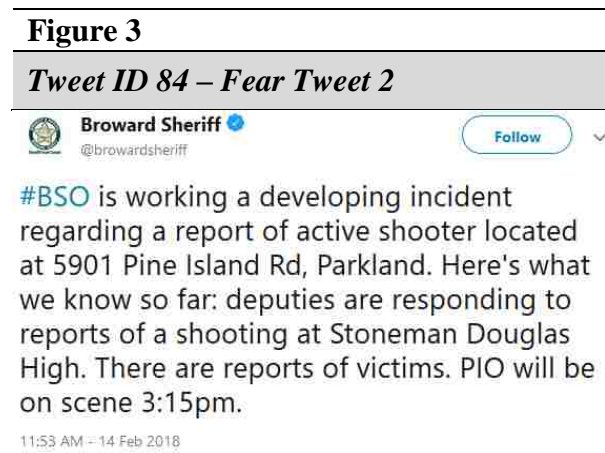 Figure 3
Tweet ID 84 – Fear Tweet 2
Broward Sheriff
@browardsheriff
Follow
#BSO is working a developing incident
regarding a report of active shooter located
at 5901 Pine Island Rd, Parkland. Here's what
we know so far: deputies are responding to
reports of a shooting at Stoneman Douglas
High. There are reports of victims. PIO will be
on scene 3:15pm.
11:53 AM - 14 Feb 2018